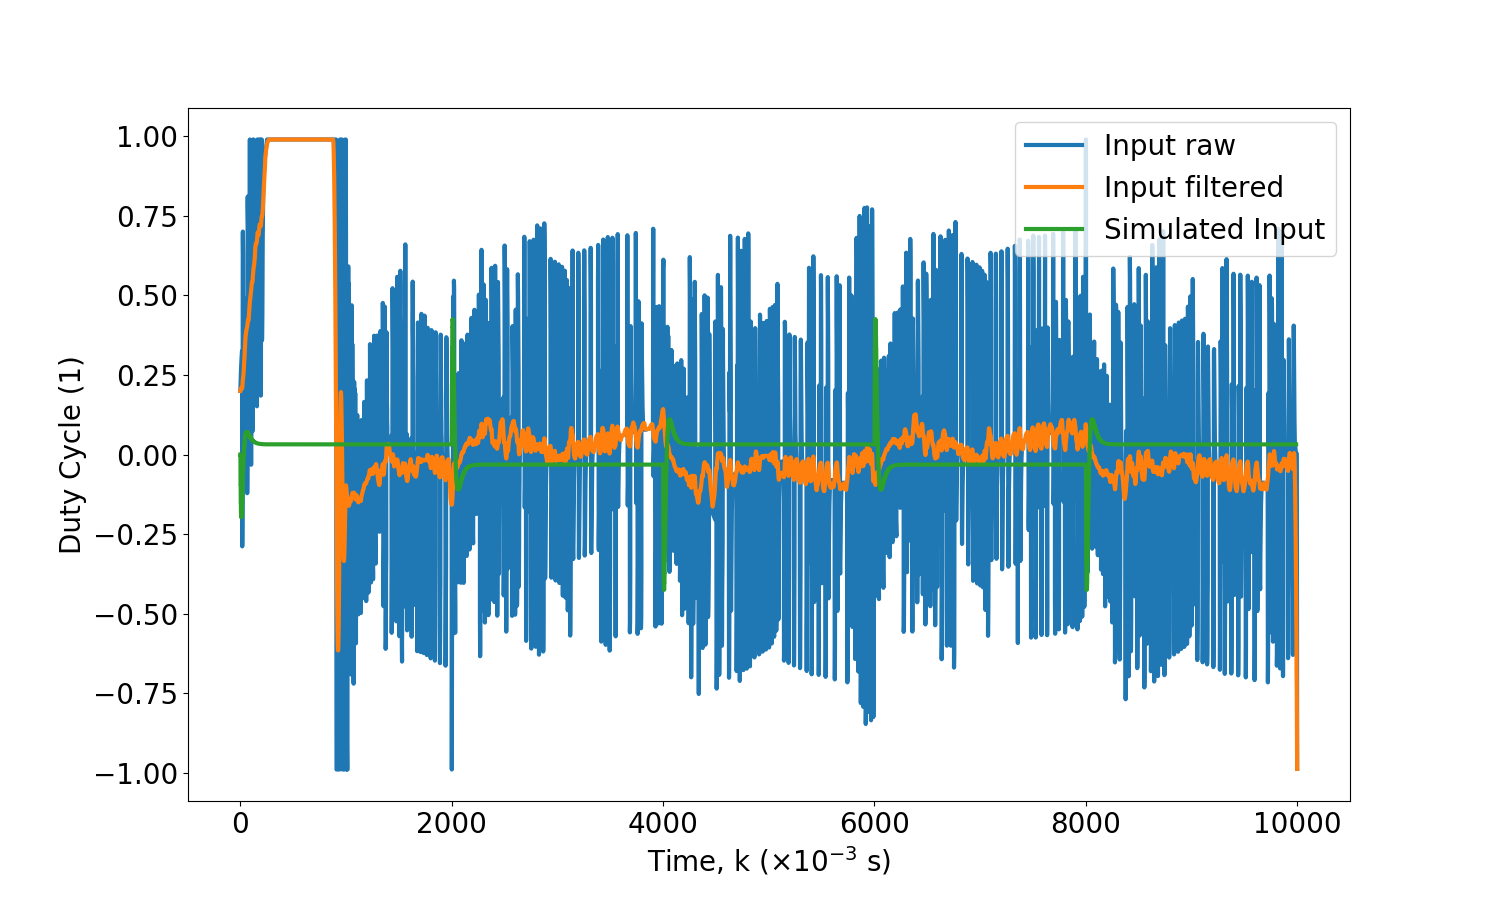 1.00
0.75
0.50
0.25
0.00
−0.25
−0.50
−0.75
−1.00
Duty Cycle (1)
Input raw
Input filtered
Simulated Input
0 2000 4000 6000 8000 10000
Time, k (×10⁻³ s)